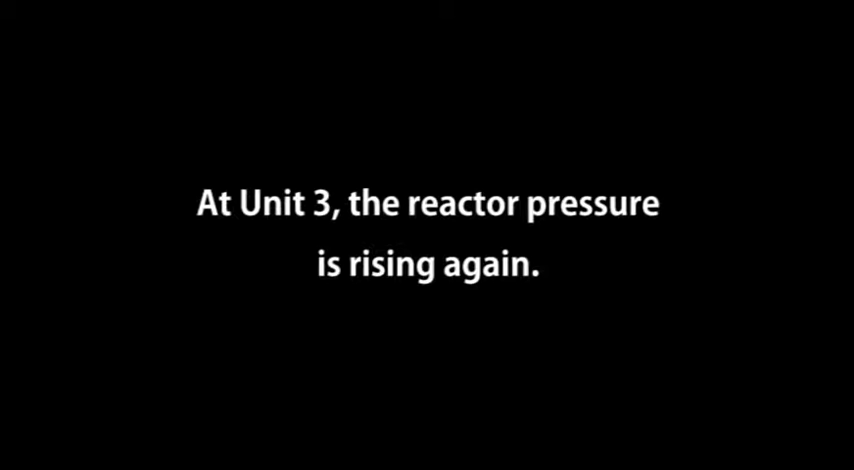 At Unit 3, the reactor pressure
is rising again.